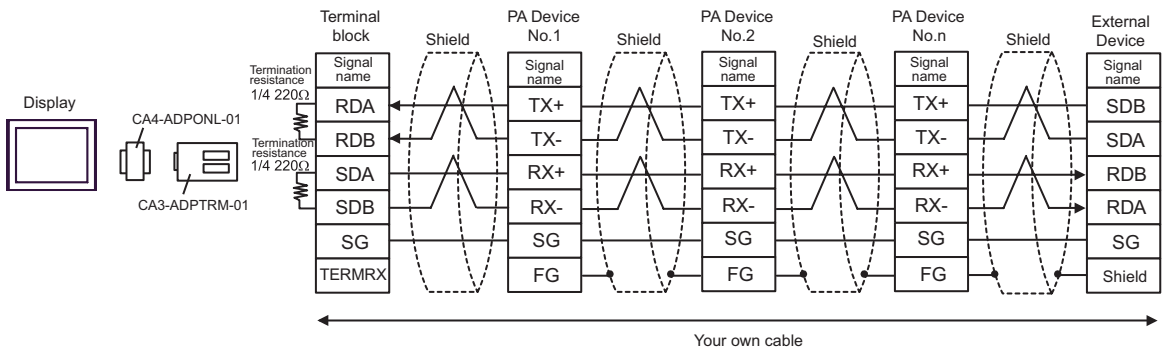 Display
CA4-ADPONL-01
CA3-ADPTRM-01
Termination
resistance
1/4 220Ω
Termination
resistance
1/4 220Ω
Terminal
block
Signal
name
RDA
RDB
SDA
SDB
SG
TERMRX
Shield
PA Device
No.1
Signal
name
TX+
TX-
RX+
RX-
SG
FG
Shield
PA Device
No.2
Signal
name
TX+
TX-
RX+
RX-
SG
FG
Shield
PA Device
No.n
Signal
name
TX+
TX-
RX+
RX-
SG
FG
Shield
External
Device
Signal
name
SDB
SDA
RDB
RDA
SG
Shield
Your own cable